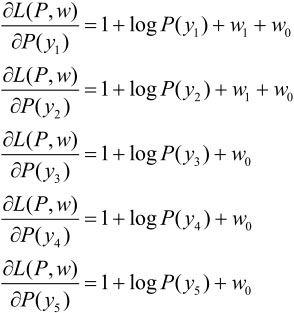 ∂L(P,w)/∂P(y₁) = 1 + log P(y₁) + w₁ + w₀
∂L(P,w)/∂P(y₂) = 1 + log P(y₂) + w₁ + w₀
∂L(P,w)/∂P(y₃) = 1 + log P(y₃) + w₀
∂L(P,w)/∂P(y₄) = 1 + log P(y₄) + w₀
∂L(P,w)/∂P(y₅) = 1 + log P(y₅) + w₀